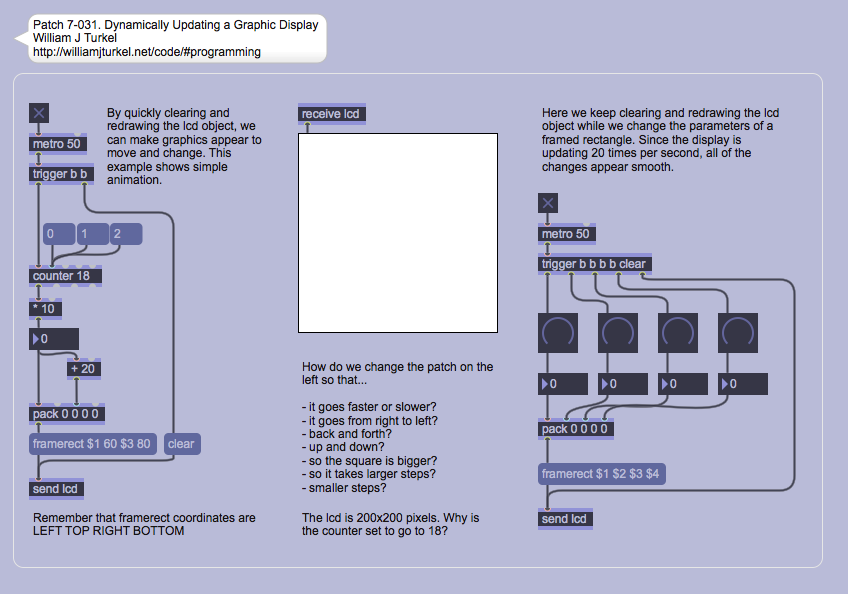 Patch 7-031. Dynamically Updating a Graphic Display
William J Turkel
http://williamjturkel.net/code/#programming
By quickly clearing and
redrawing the lcd object, we
can make graphics appear to
move and change. This
example shows simple
animation.
metro 50
trigger b b
0 1 2
counter 18
* 10
0
+ 20
pack 0 0 0 0
framerect $1 60 $3 80
clear
send lcd
Remember that framerect coordinates are
LEFT TOP RIGHT BOTTOM
receive lcd
How do we change the patch on the
left so that...
- it goes faster or slower?
- it goes from right to left?
- back and forth?
- up and down?
- so the square is bigger?
- so it takes larger steps?
- smaller steps?
The lcd is 200x200 pixels. Why is
the counter set to go to 18?
Here we keep clearing and redrawing the lcd
object while we change the parameters of a
framed rectangle. Since the display is
updating 20 times per second, all of the
changes appear smooth.
metro 50
trigger b b b b clear
0 0 0 0
pack 0 0 0 0
framerect $1 $2 $3 $4
send lcd